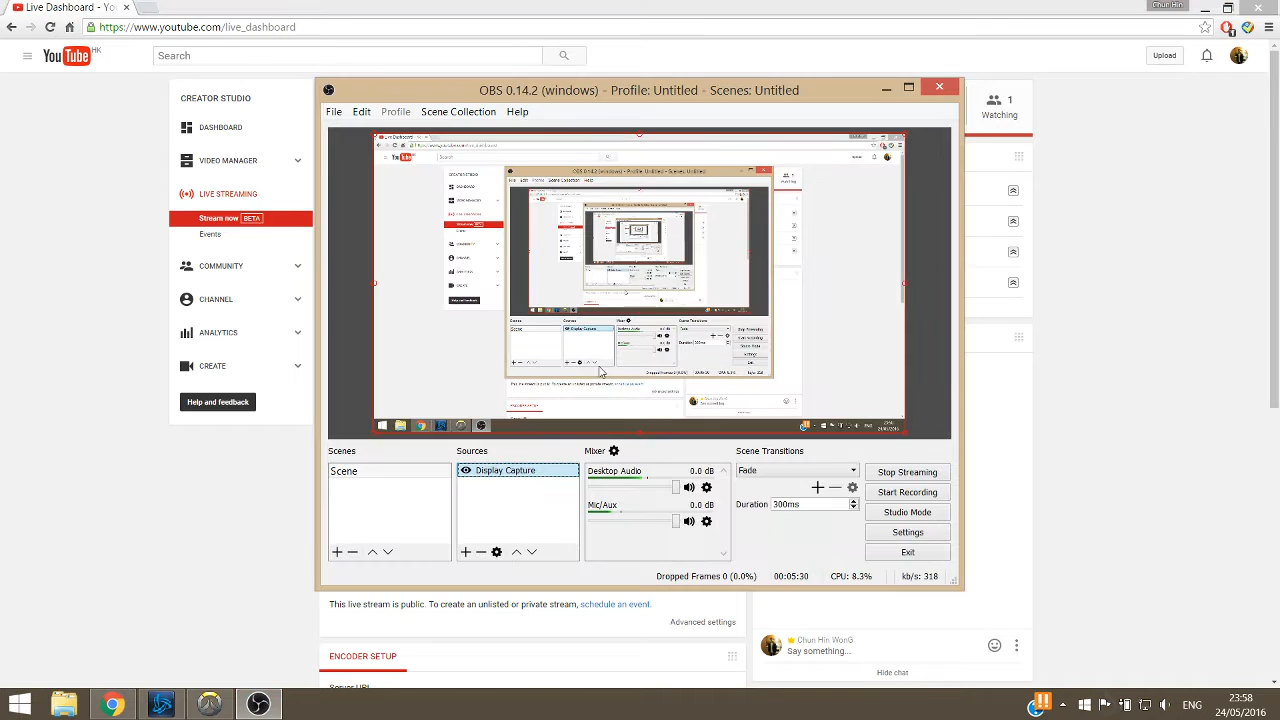 Live Dashboard - Yo
Chun Hin
https://www.youtube.com/live_dashboard
YouTube HK
Search
Upload
CREATOR STUDIO
DASHBOARD
VIDEO MANAGER
LIVE STREAMING
Stream now BETA
Events
COMMUNITY
CHANNEL
ANALYTICS
CREATE
Help and feedback
1
Watching
OBS 0.14.2 (windows) - Profile: Untitled - Scenes: Untitled
File Edit Profile Scene Collection Help
Scenes
Scene
Sources
Display Capture
Mixer
Desktop Audio 0.0 dB
Mic/Aux 0.0 dB
Scene Transitions
Fade
Duration 300ms
Stop Streaming
Start Recording
Studio Mode
Settings
Exit
Dropped Frames 0 (0.0%) 00:05:30 CPU: 8.3% kb/s: 318
This live stream is public. To create an unlisted or private stream, schedule an event.
Advanced settings
ENCODER SETUP
Server URL
Chun Hin WonG
Say something...
Hide chat
ENG
23:58
24/05/2016